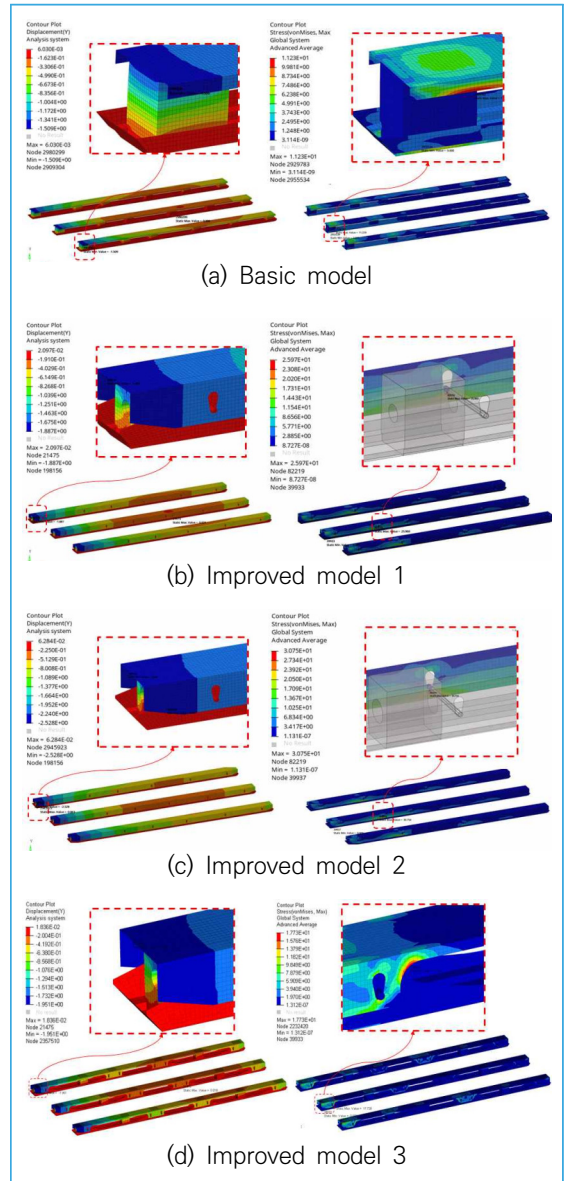 Contour Plot
Displacement(Y)
Analysis system
6.030E-03
-1.623E-01
-3.306E-01
-4.990E-01
-6.673E-01
-8.356E-01
-1.004E+00
-1.172E+00
-1.341E+00
-1.509E+00
No Result
Max = 6.030E-03
Node 2980299
Min = -1.509E+00
Node 2909304
Contour Plot
Stress(vonMises, Max)
Global System
Advanced Average
1.123E+01
9.981E+00
8.734E+00
7.486E+00
6.238E+00
4.991E+00
3.743E+00
2.495E+00
1.248E+00
3.114E-09
No Result
Max = 1.123E+01
Node 2929783
Min = 3.114E-09
Node 2955534
(a) Basic model
Contour Plot
Displacement(Y)
Analysis system
2.097E-02
-1.910E-01
-4.029E-01
-6.149E-01
-8.268E-01
-1.039E+00
-1.251E+00
-1.463E+00
-1.675E+00
-1.887E+00
No Result
Max = 2.097E-02
Node 21475
Min = -1.887E+00
Node 198156
Contour Plot
Stress(vonMises, Max)
Global System
Advanced Average
2.597E+01
2.308E+01
2.020E+01
1.731E+01
1.443E+01
1.154E+01
8.656E+00
5.771E+00
2.885E+00
8.727E-08
No Result
Max = 2.597E+01
Node 82219
Min = 8.727E-08
Node 39933
(b) Improved model 1
Contour Plot
Displacement(Y)
Analysis system
6.284E-02
-2.250E-01
-5.129E-01
-8.008E-01
-1.089E+00
-1.377E+00
-1.664E+00
-1.952E+00
-2.240E+00
-2.528E+00
No Result
Max = 6.284E-02
Node 2945923
Min = -2.528E+00
Node 198156
Contour Plot
Stress(vonMises, Max)
Global System
Advanced Average
3.075E+01
2.734E+01
2.392E+01
2.050E+01
1.709E+01
1.367E+01
1.025E+01
6.834E+00
3.417E+00
1.131E-07
No Result
Max = 3.075E+01
Node 82219
Min = 1.131E-07
Node 39937
(c) Improved model 2
Contour Plot
Displacement(Y)
Analysis system
1.836E-02
-2.004E-01
-4.192E-01
-6.380E-01
-8.568E-01
-1.076E+00
-1.294E+00
-1.513E+00
-1.732E+00
-1.951E+00
No Result
Max = 1.836E-02
Node 21475
Min = -1.951E+00
Node 2357510
Contour Plot
Stress(vonMises, Max)
Global System
Advanced Average
1.773E+01
1.576E+01
1.379E+01
1.182E+01
9.849E+00
7.879E+00
5.909E+00
3.940E+00
1.970E+00
1.312E-07
No Result
Max = 1.773E+01
Node 2232420
Min = 1.312E-07
Node 39933
(d) Improved model 3